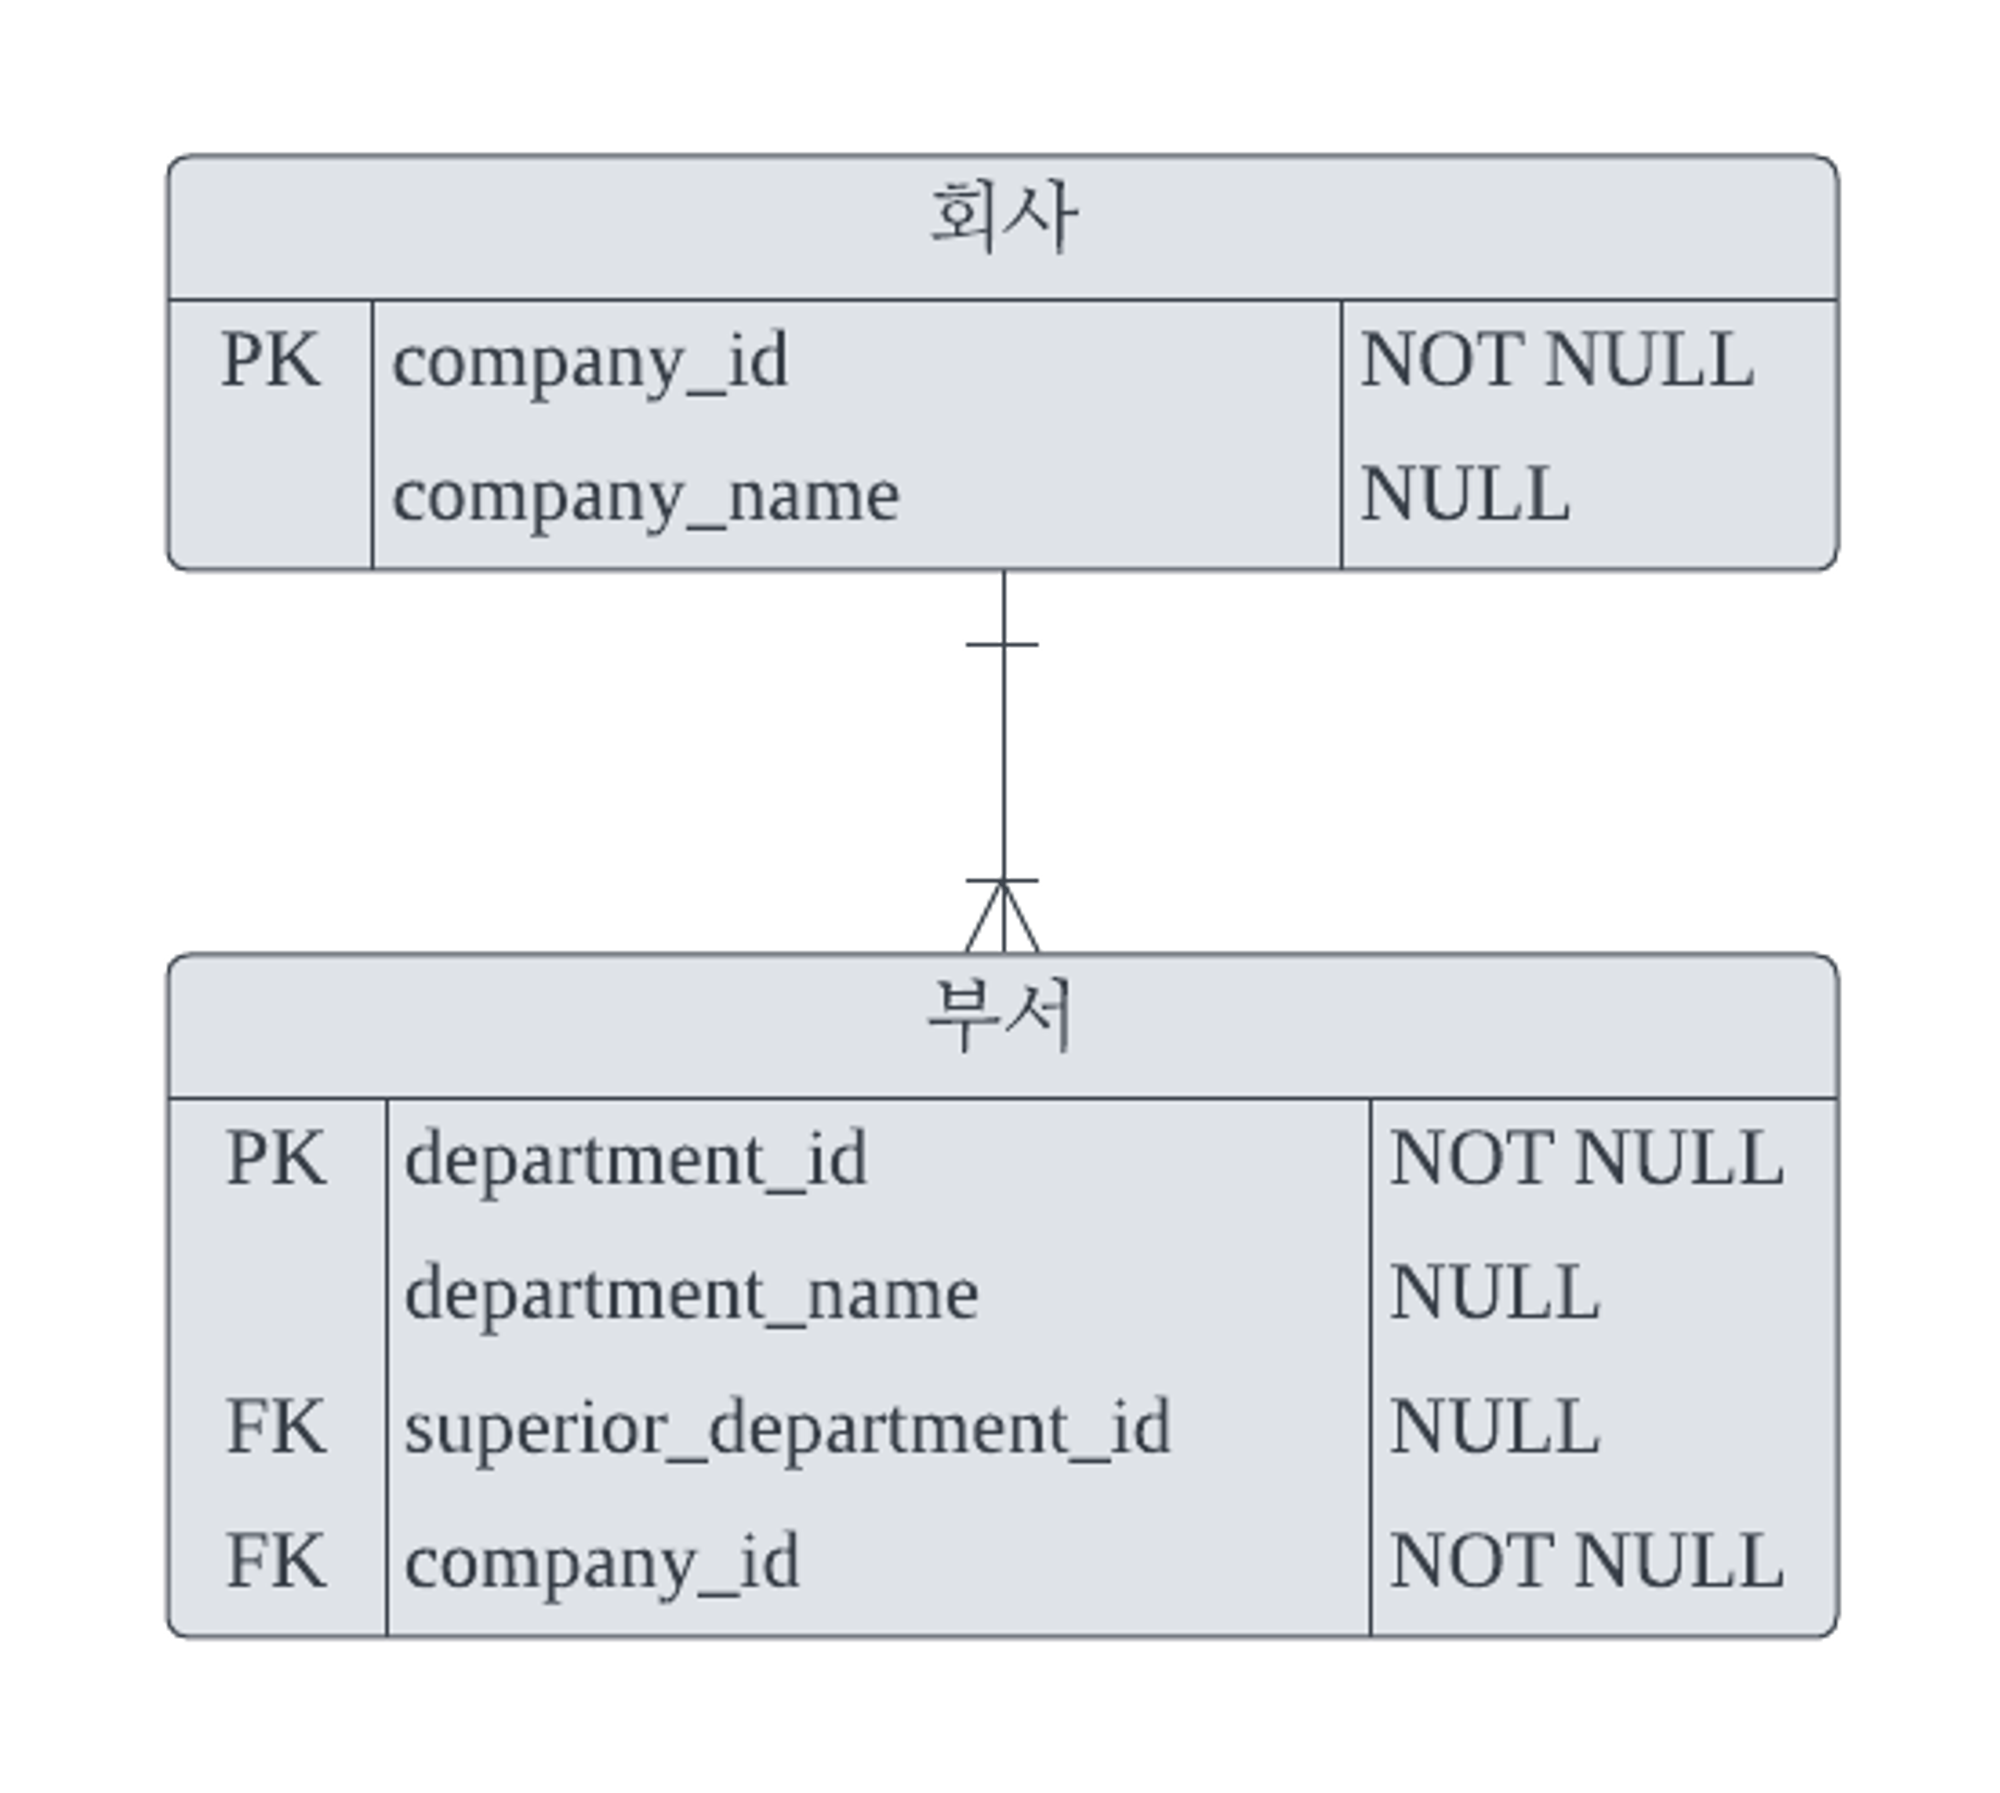 회사
PK company_id NOT NULL
company_name NULL
부서
PK department_id NOT NULL
department_name NULL
FK superior_department_id NULL
FK company_id NOT NULL